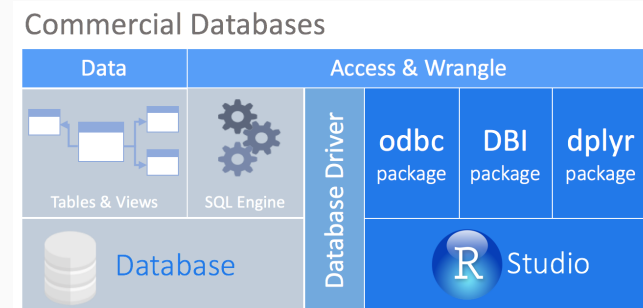 Commercial Databases
Data
Access & Wrangle
Tables & Views
SQL Engine
Database Driver
odbc
package
DBI
package
dplyr
package
Database
R Studio